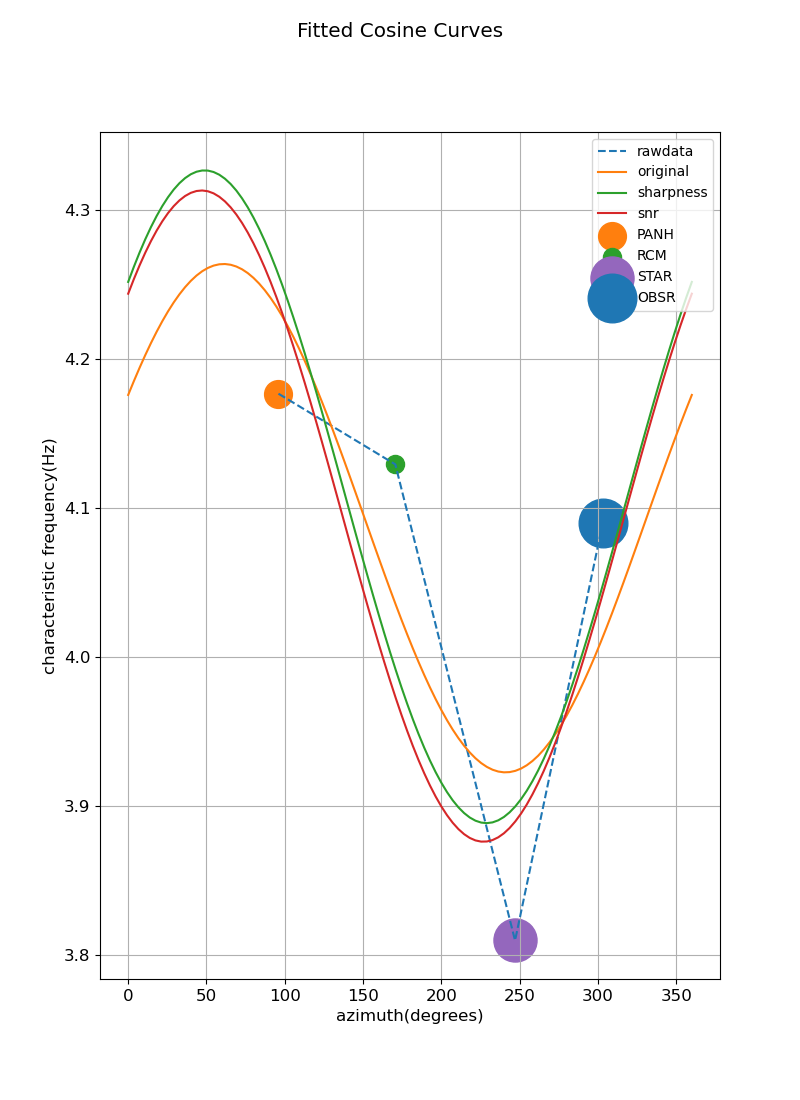 Fitted Cosine Curves
rawdata
original
sharpness
snr
PANH
RCM
STAR
OBSR
4.3
4.2
4.1
4.0
3.9
3.8
characteristic frequency(Hz)
0 50 100 150 200 250 300 350
azimuth(degrees)